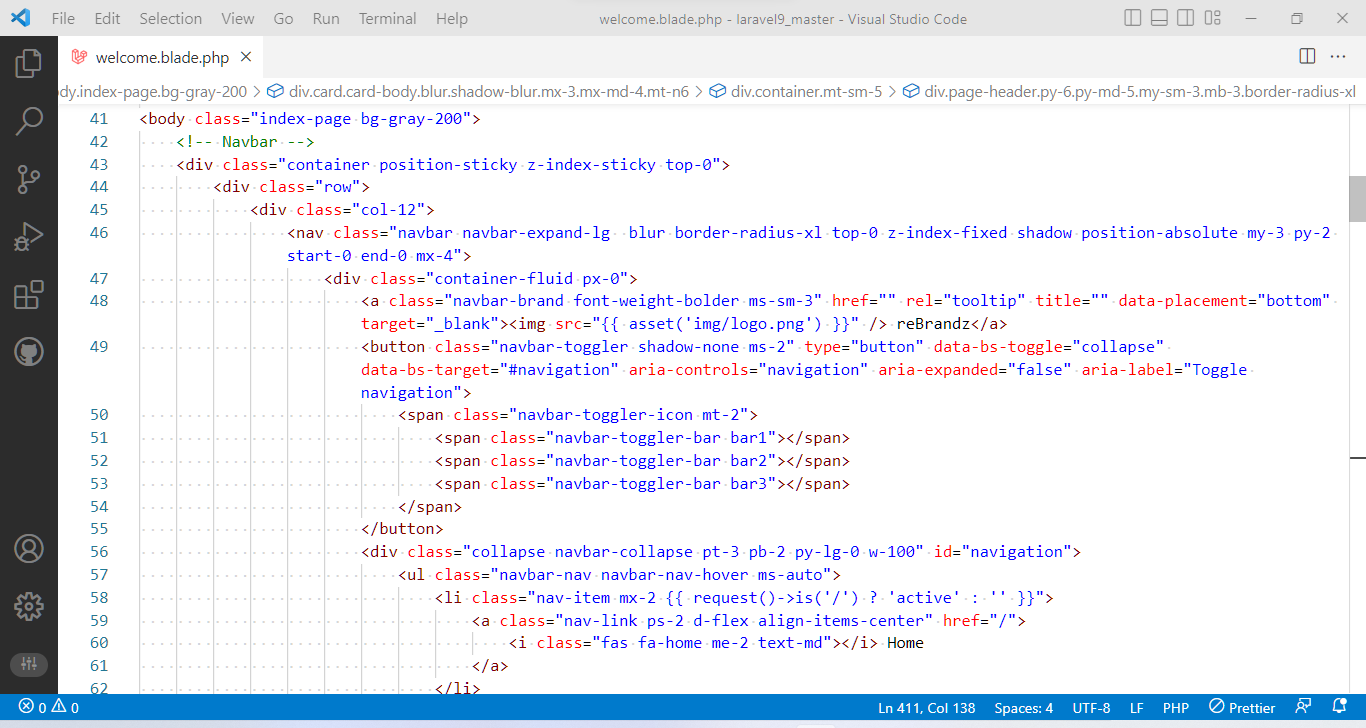 File Edit Selection View Go Run Terminal Help welcome.blade.php - laravel9_master - Visual Studio Code
welcome.blade.php
dy.index-page.bg-gray-200 > div.card.card-body.blur.shadow-blur.mx-3.mx-md-4.mt-n6 > div.container.mt-sm-5 > div.page-header.py-6.py-md-5.my-sm-3.mb-3.border-radius-xl
41 <body class="index-page bg-gray-200">
42 <!-- Navbar -->
43 <div class="container position-sticky z-index-sticky top-0">
44 <div class="row">
45 <div class="col-12">
46 <nav class="navbar navbar-expand-lg  blur border-radius-xl top-0 z-index-fixed shadow position-absolute my-3 py-2
start-0 end-0 mx-4">
47 <div class="container-fluid px-0">
48 <a class="navbar-brand font-weight-bolder ms-sm-3" href="" rel="tooltip" title="" data-placement="bottom"
target="_blank"><img src="{{ asset('img/logo.png') }}" /> reBrandz</a>
49 <button class="navbar-toggler shadow-none ms-2" type="button" data-bs-toggle="collapse"
data-bs-target="#navigation" aria-controls="navigation" aria-expanded="false" aria-label="Toggle
navigation">
50 <span class="navbar-toggler-icon mt-2">
51 <span class="navbar-toggler-bar bar1"></span>
52 <span class="navbar-toggler-bar bar2"></span>
53 <span class="navbar-toggler-bar bar3"></span>
54 </span>
55 </button>
56 <div class="collapse navbar-collapse pt-3 pb-2 py-lg-0 w-100" id="navigation">
57 <ul class="navbar-nav navbar-nav-hover ms-auto">
58 <li class="nav-item mx-2 {{ request()->is('/') ? 'active' : '' }}">
59 <a class="nav-link ps-2 d-flex align-items-center" href="/">
60 <i class="fas fa-home me-2 text-md"></i> Home
61 </a>
62 </li>
0 0 Ln 411, Col 138 Spaces: 4 UTF-8 LF PHP Prettier